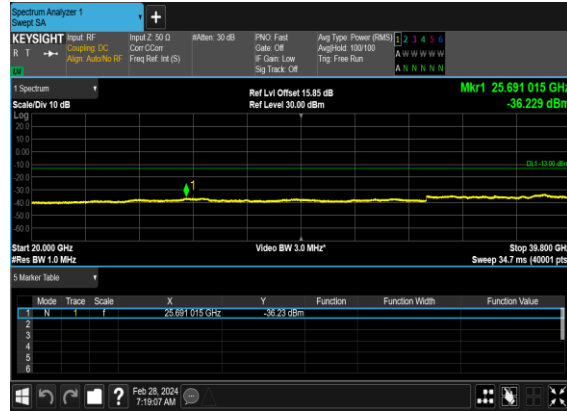 Spectrum Analyzer 1
Swept SA
+
KEYSIGHT Input: RF Input Z: 50 Ω #Atten: 30 dB PNO: Fast Avg Type: Power (RMS) 1 2 3 4 5 6
R T Coupling: DC Corr CCorr Gate: Off Avg|Hold: 100/100 A W W W W W
Align: Auto/No RF Freq Ref: Int (S) IF Gain: Low Trig: Free Run
Sig Track: Off A N N N N N
1 Spectrum Ref Lvl Offset 15.85 dB Mkr1 25.691 015 GHz
Scale/Div 10 dB Ref Level 30.00 dBm -36.229 dBm
Log
20.0
10.0
0.00
-10.0
DL1 -13.00 dBm
-20.0
1
-30.0
-40.0
-50.0
-60.0
Start 20.000 GHz Video BW 3.0 MHz* Stop 39.800 GHz
#Res BW 1.0 MHz Sweep 34.7 ms (40001 pts)
5 Marker Table
Mode Trace Scale X Y Function Function Width Function Value
1 N 1 f 25.691 015 GHz -36.23 dBm
2
3
4
5
6
? Feb 28, 2024
7:19:07 AM